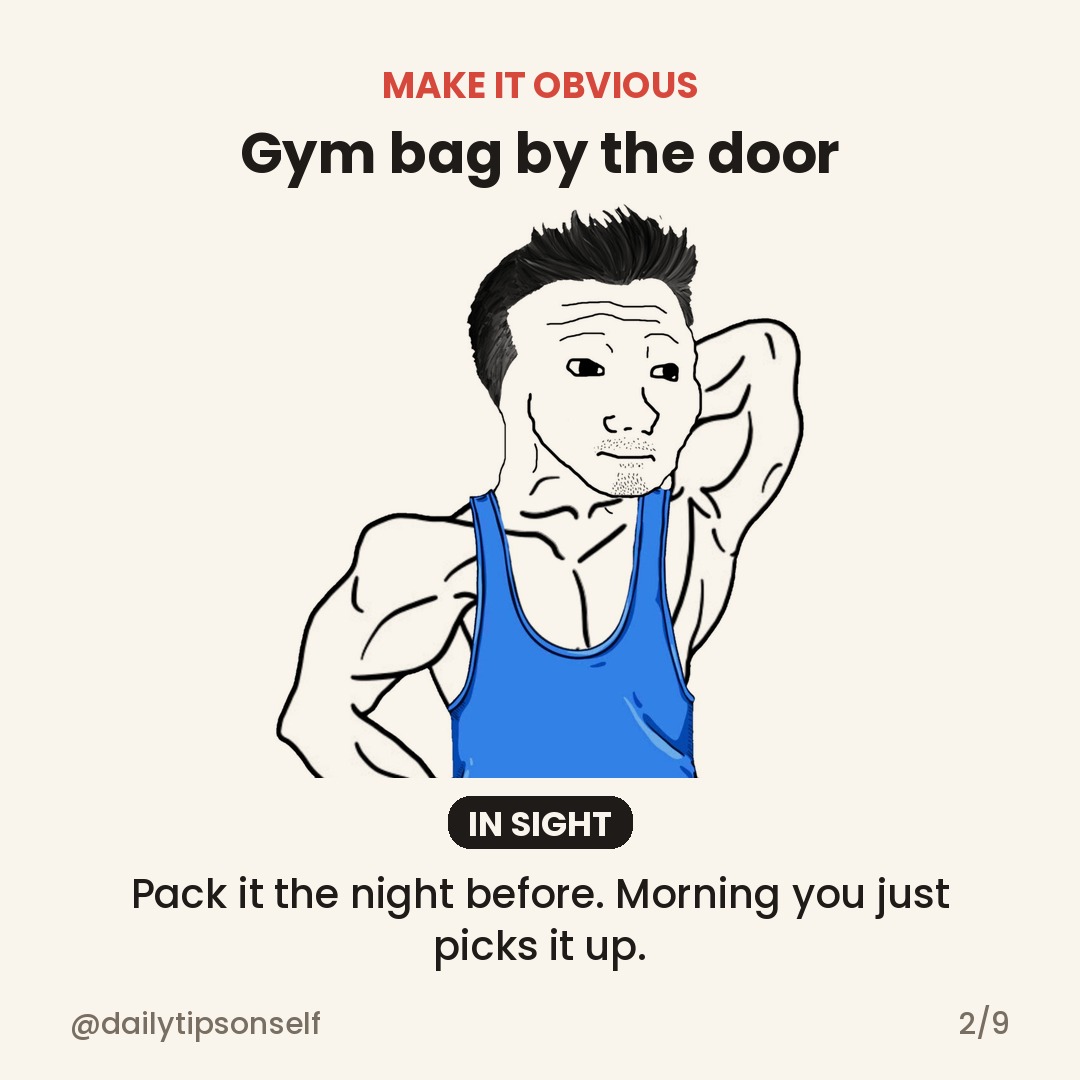 MAKE IT OBVIOUS
Gym bag by the door
IN SIGHT
Pack it the night before. Morning you just
picks it up.
@dailytipsonself
2/9